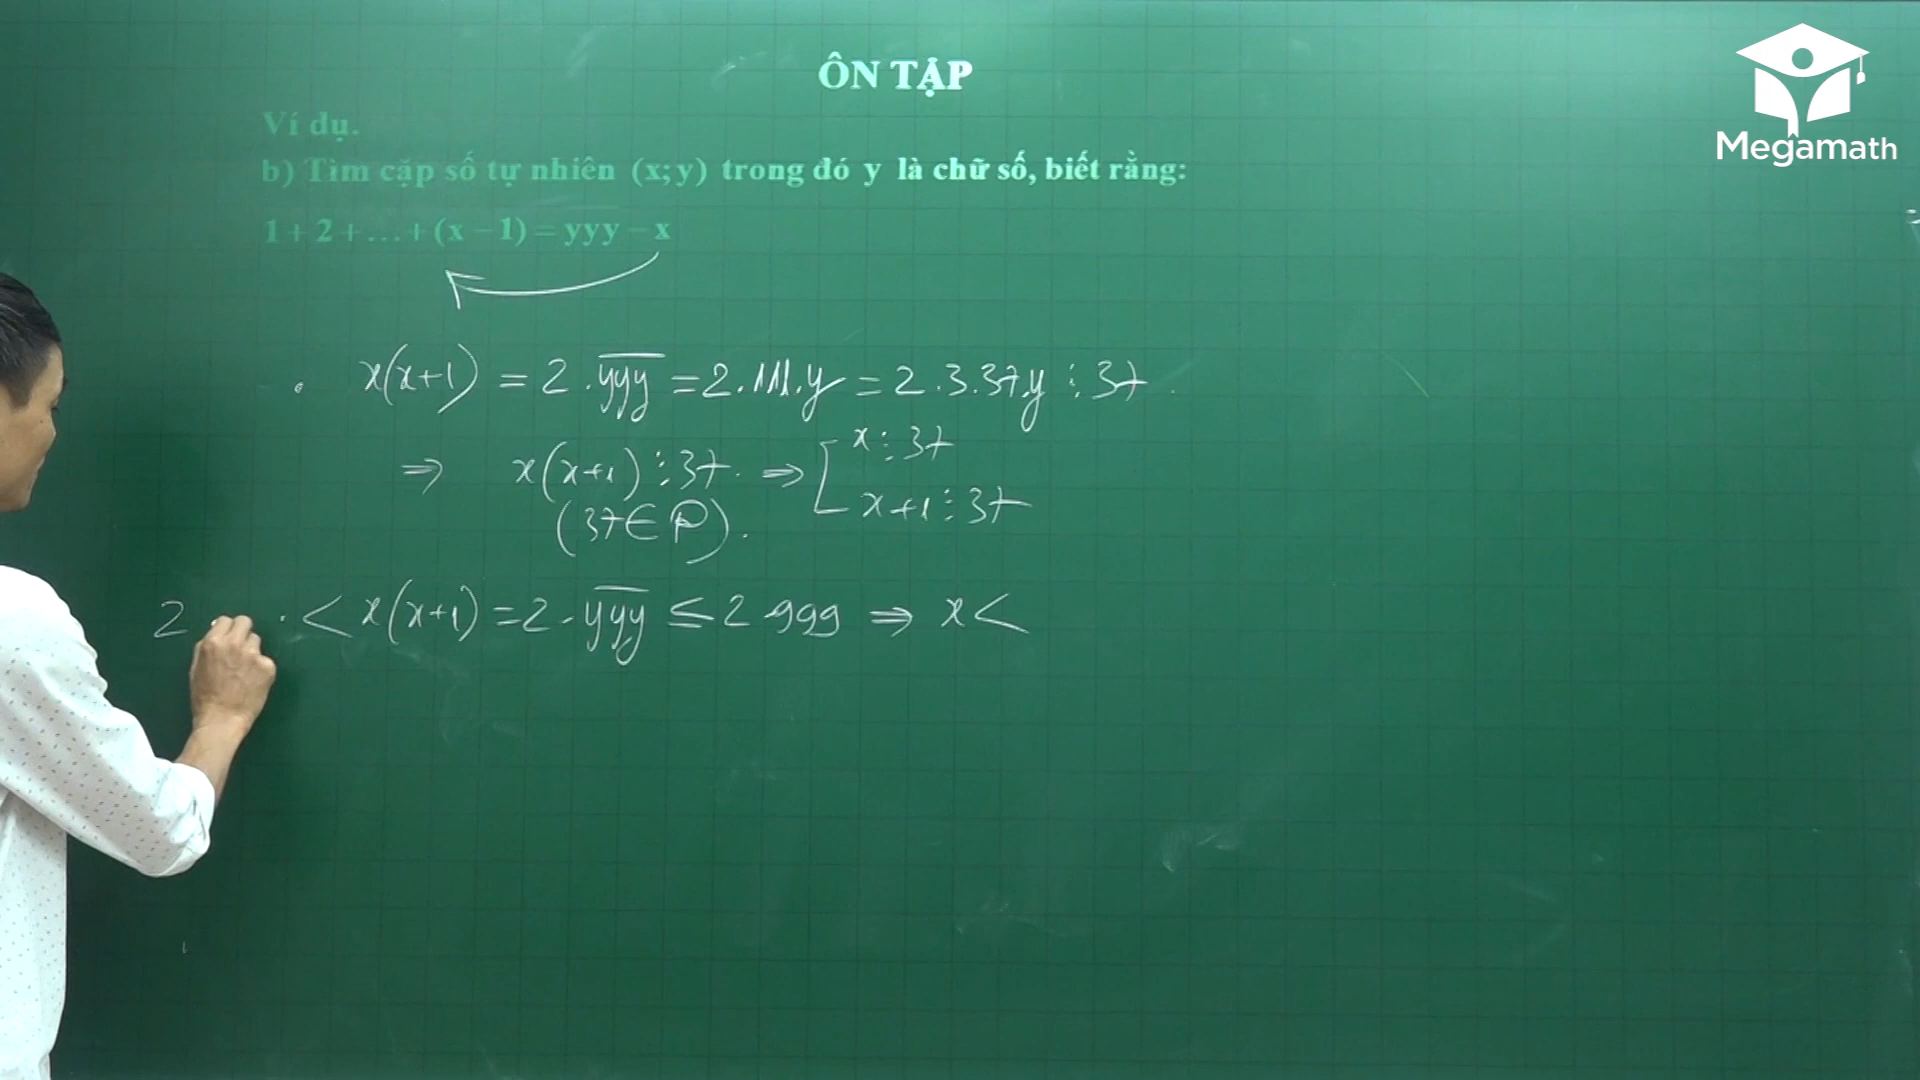 ÔN TẬP
Megamath
Ví dụ.
b) Tìm cặp số tự nhiên (x; y) trong đó y là chữ số, biết rằng:
1 + 2 + ... + (x − 1) = yyy − x
. x(x+1) = 2 . y̅y̅y̅ = 2.111.y = 2.3.37.y ⋮ 37 .
⇒ x(x+1) ⋮ 37. ⇒ [ x ⋮ 37
x+1 ⋮ 37
(37 ∈ P).
2 . < x(x+1) = 2 . y̅y̅y̅ ≤ 2 999 ⇒ x <